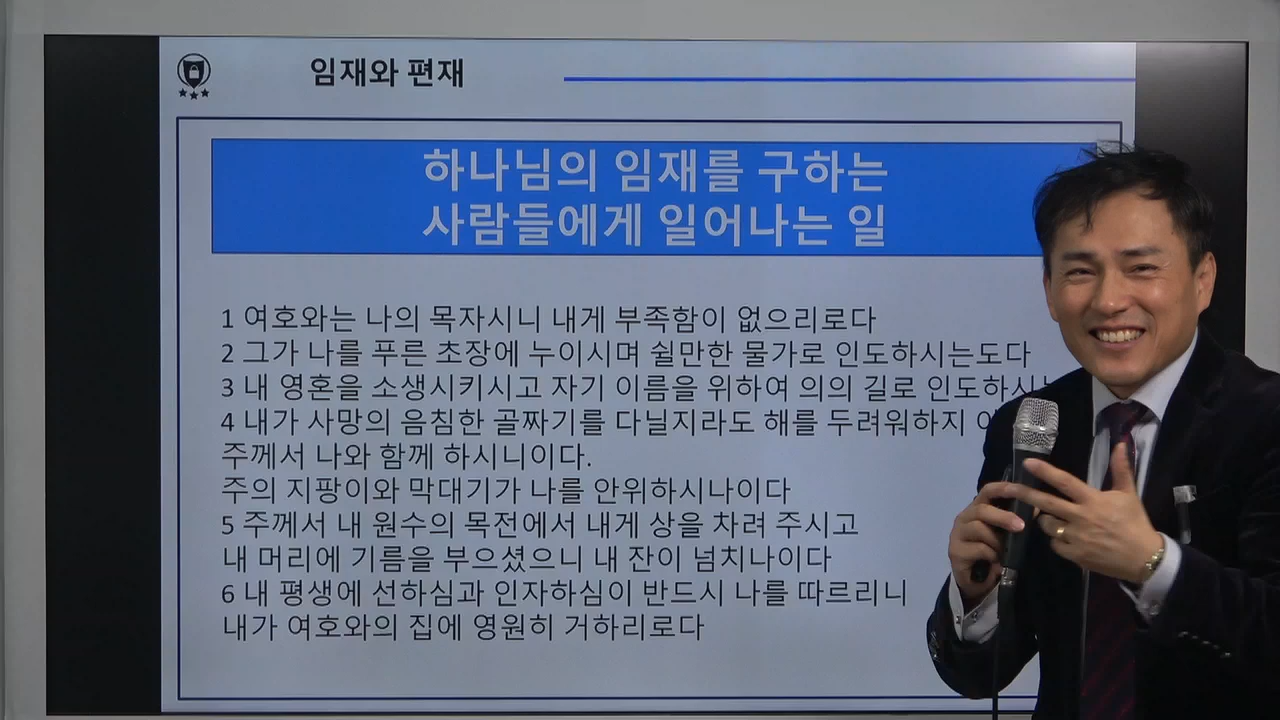 임재와 편재
하나님의 임재를 구하는
사람들에게 일어나는 일
1 여호와는 나의 목자시니 내게 부족함이 없으리로다
2 그가 나를 푸른 초장에 누이시며 쉴만한 물가로 인도하시는도다
3 내 영혼을 소생시키시고 자기 이름을 위하여 의의 길로
4 내가 사망의 음침한 골짜기를 다닐지라도 해를 두려워하지
주께서 나와 함께 하시니이다.
주의 지팡이와 막대기가 나를 안위하시나이다
5 주께서 내 원수의 목전에서 내게 상을 차려 주시고
내 머리에 기름을 부으셨으니 내 잔이 넘치나이다
6 내 평생에 선하심과 인자하심이 반드시 나를 따르리니
내가 여호와의 집에 영원히 거하리로다